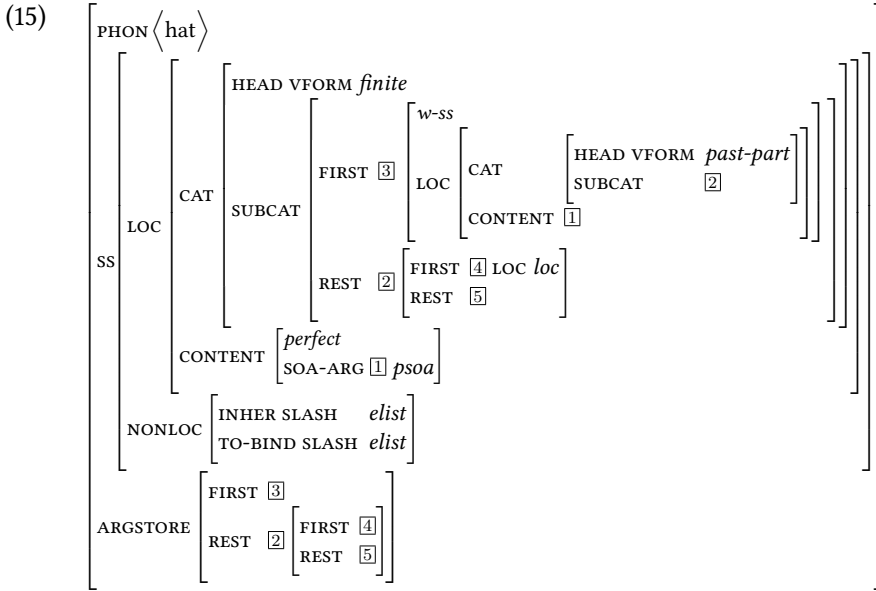 (15)
PHON ⟨hat⟩
HEAD VFORM finite
w-ss
HEAD VFORM past-part
FIRST 3 LOC CAT SUBCAT 2
CONTENT 1
SS LOC CAT SUBCAT
REST 2 FIRST 4 LOC loc
REST 5
CONTENT perfect
SOA-ARG 1 psoa
NONLOC INHER SLASH elist
TO-BIND SLASH elist
ARGSTORE FIRST 3
REST 2 FIRST 4
REST 5